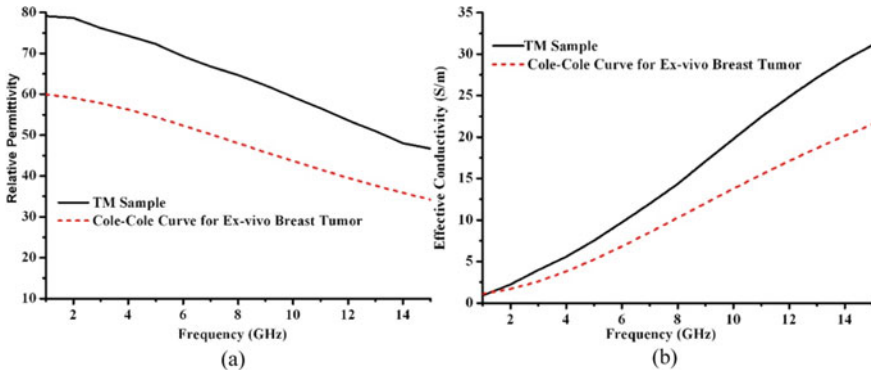 80
70
60
50
40
30
20
10
Relative Permittivity
TM Sample
Cole-Cole Curve for Ex-vivo Breast Tumor
2 4 6 8 10 12 14
Frequency (GHz)
(a)
35
30
25
20
15
10
5
0
Effective Conductivity (S/m)
TM Sample
Cole-Cole Curve for Ex-vivo Breast Tumor
2 4 6 8 10 12 14
Frequency (GHz)
(b)